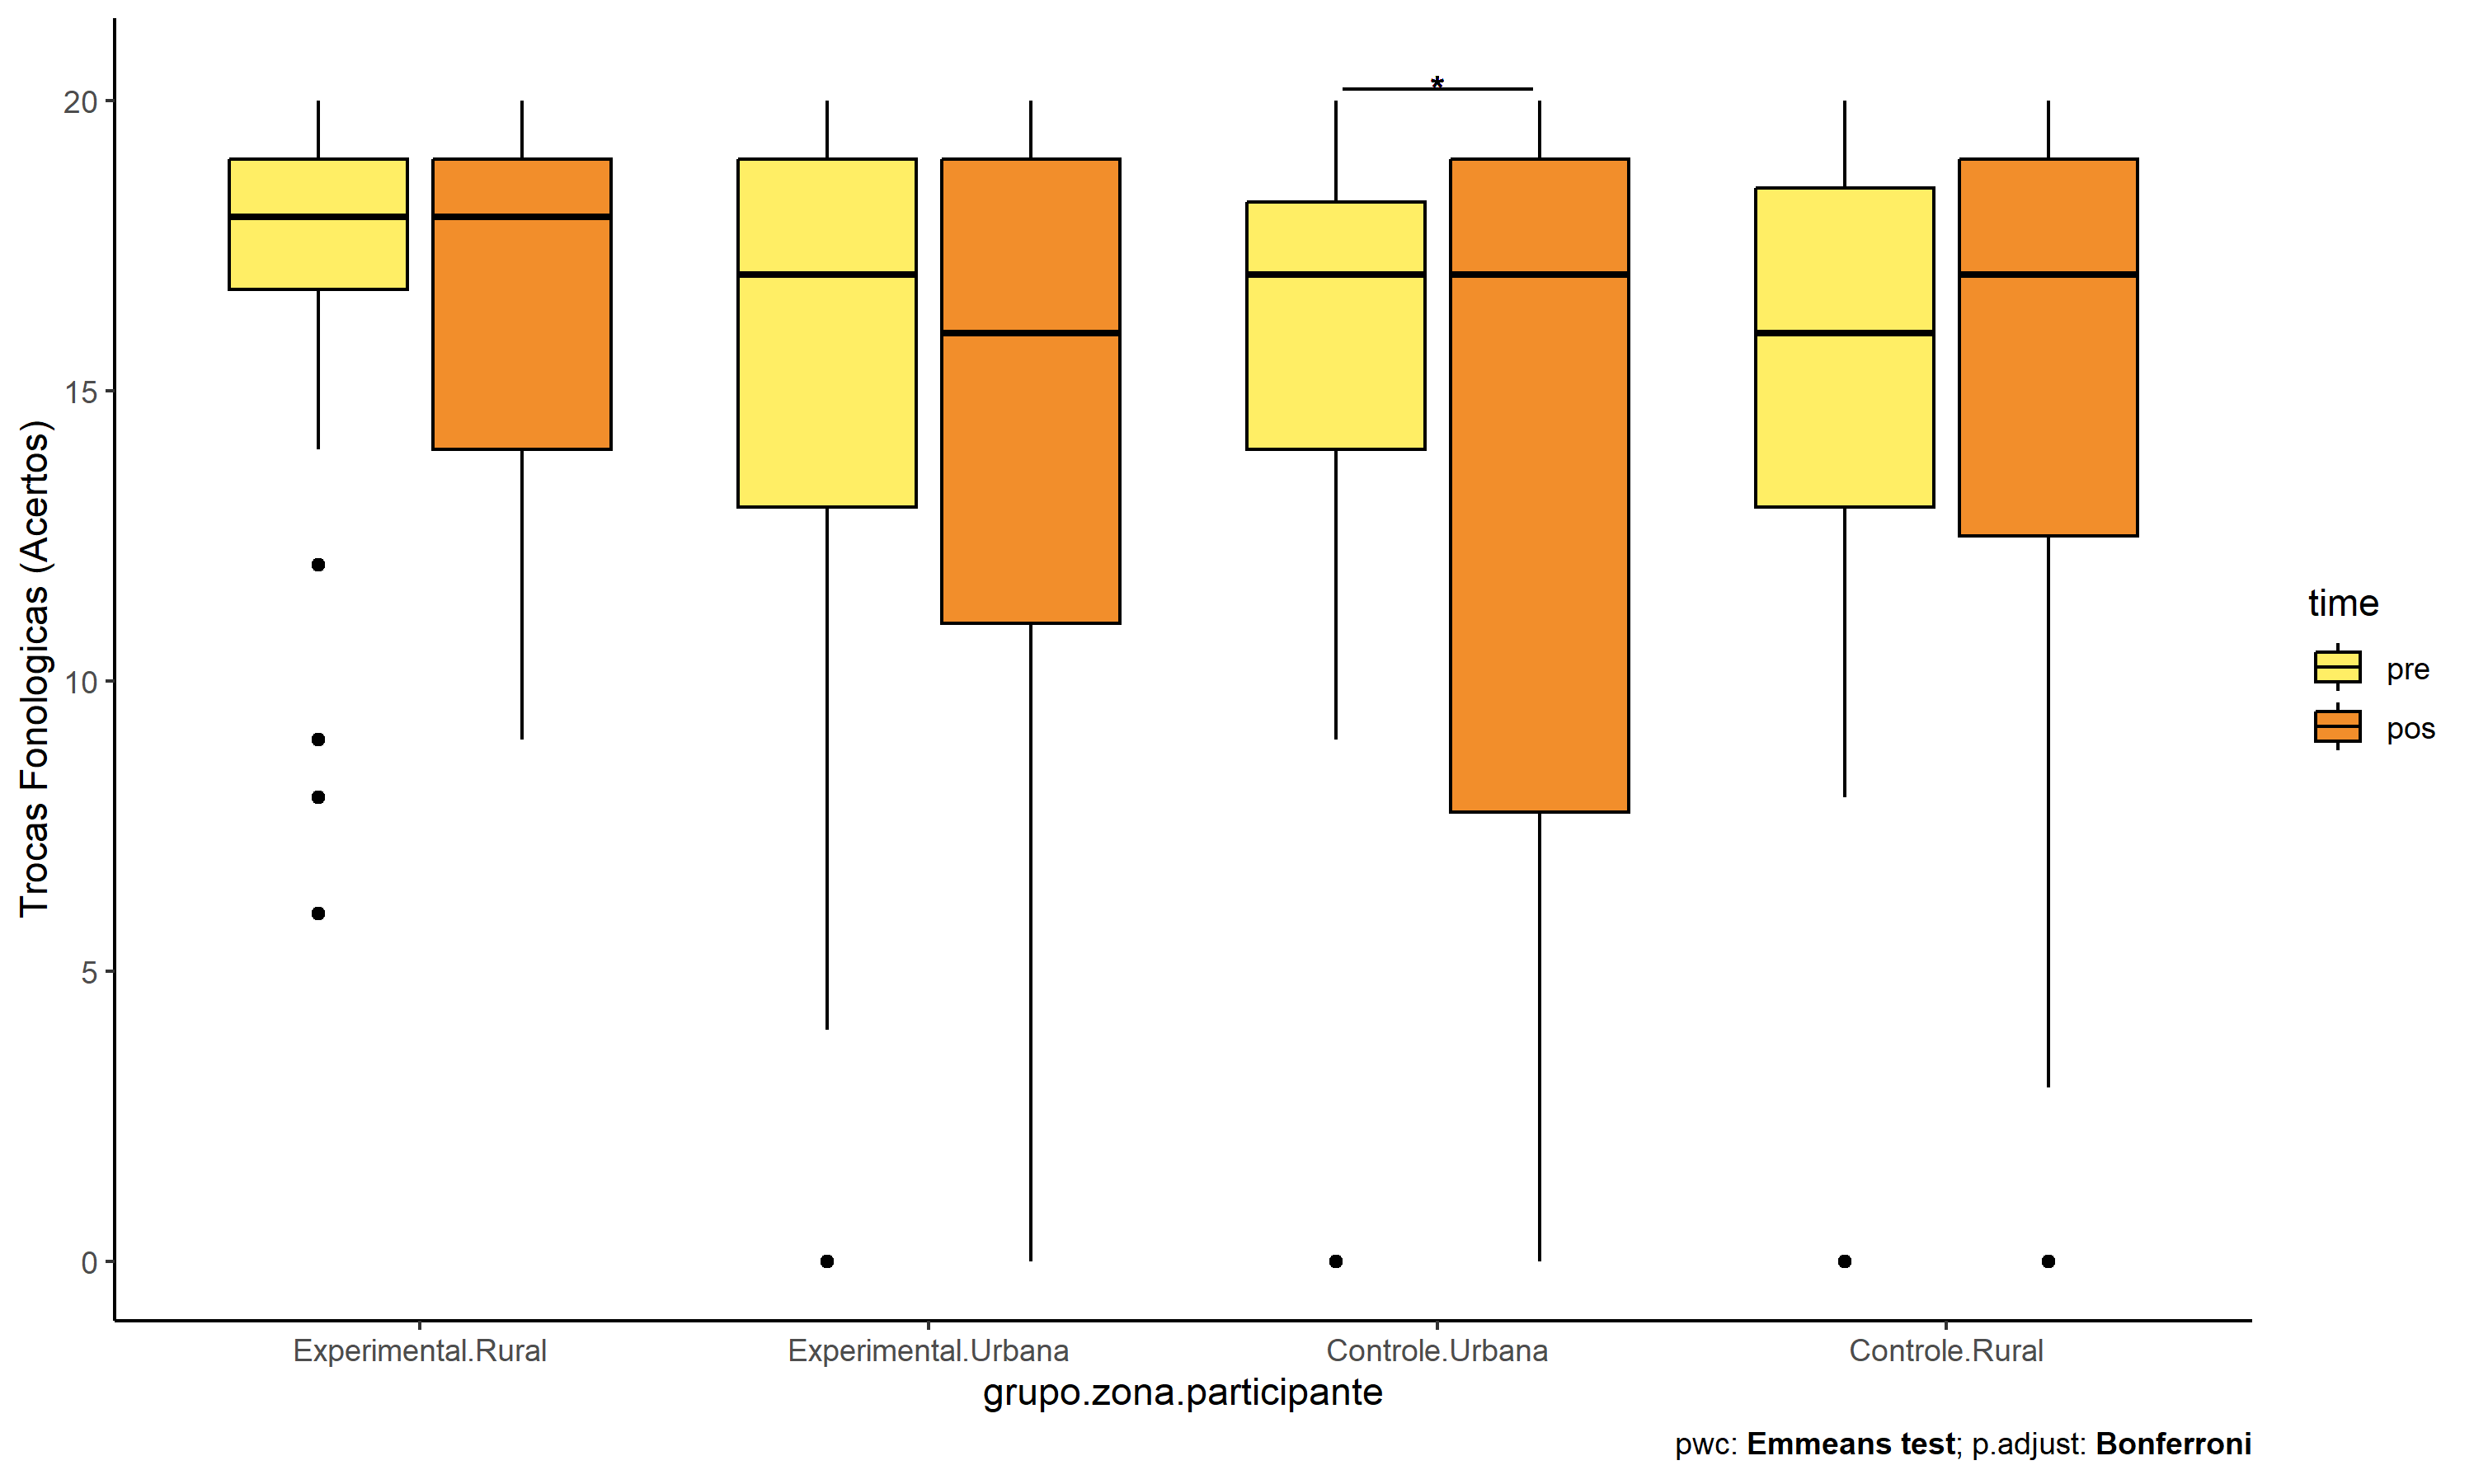 *
20
15
10
5
0
Trocas Fonologicas (Acertos)
Experimental.Rural
Experimental.Urbana
Controle.Urbana
Controle.Rural
grupo.zona.participante
time
pre
pos
pwc: Emmeans test; p.adjust: Bonferroni